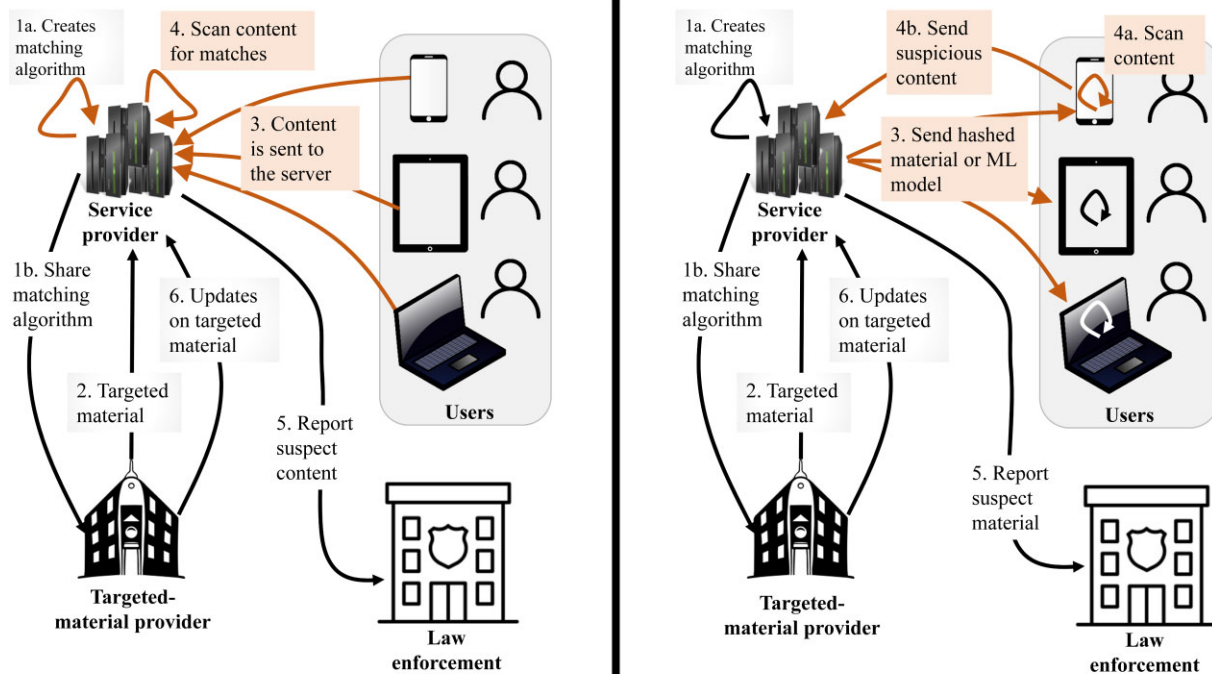 1a. Creates
matching
algorithm
4. Scan content
for matches
3. Content
is sent to
the server
Service
provider
1b. Share
matching
algorithm
6. Updates
on targeted
material
2. Targeted
material
Users
5. Report
suspect
content
Targeted-
material provider
Law
enforcement
1a. Creates
matching
algorithm
4b. Send
suspicious
content
4a. Scan
content
3. Send hashed
material or ML
model
Service
provider
1b. Share
matching
algorithm
6. Updates
on targeted
material
2. Targeted
material
Users
5. Report
suspect
material
Targeted-
material provider
Law
enforcement